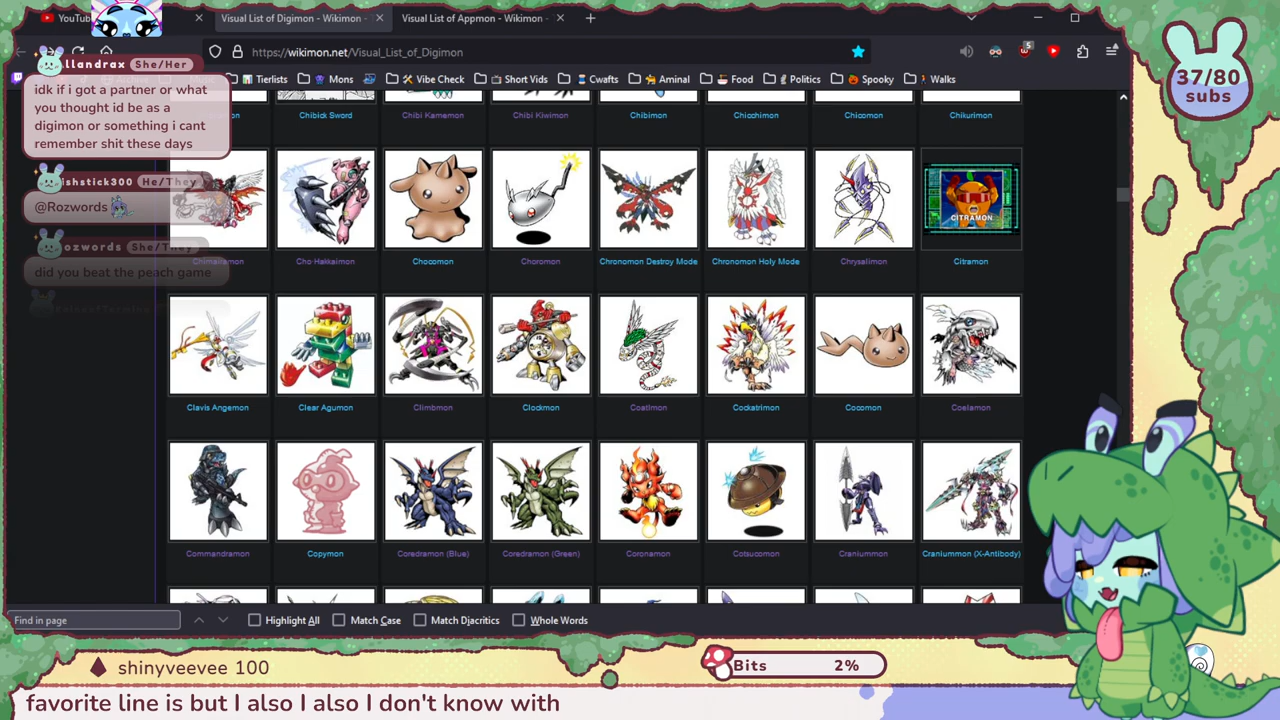 YouTub
Visual List of Digimon - Wikimon
Visual List of Appmon - Wikimon
https://wikimon.net/Visual_List_of_Digimon
5
Tierlists
Mons
Vibe Check
Short Vids
Cwafts
Aminal
Food
Politics
Spooky
Walks
llandrax She/Her
idk if i got a partner or what
you thought id be as a
digimon or something i cant
remember shit these days
ishstick300 He/They
@Rozwords
ozwords She/They
did you beat the peach game
37/80
subs
Chibick Sword
Chibi Kamemon
Chibi Kiwimon
Chibimon
Chicchimon
Chicomon
Chikurimon
CITRAMON
Chimairamon
Cho·Hakkaimon
Chocomon
Choromon
Chronomon Destroy Mode
Chronomon Holy Mode
Chrysalimon
Citramon
Clavis Angemon
Clear Agumon
Climbmon
Clockmon
Coatlmon
Cockatrimon
Cocomon
Coelamon
Commandramon
Copymon
Coredramon (Blue)
Coredramon (Green)
Coronamon
Cotsucomon
Craniummon
Craniummon (X-Antibody)
Find in page
Highlight All
Match Case
Match Diacritics
Whole Words
shinyveevee 100
Bits
2%
favorite line is but I also I also I don't know with